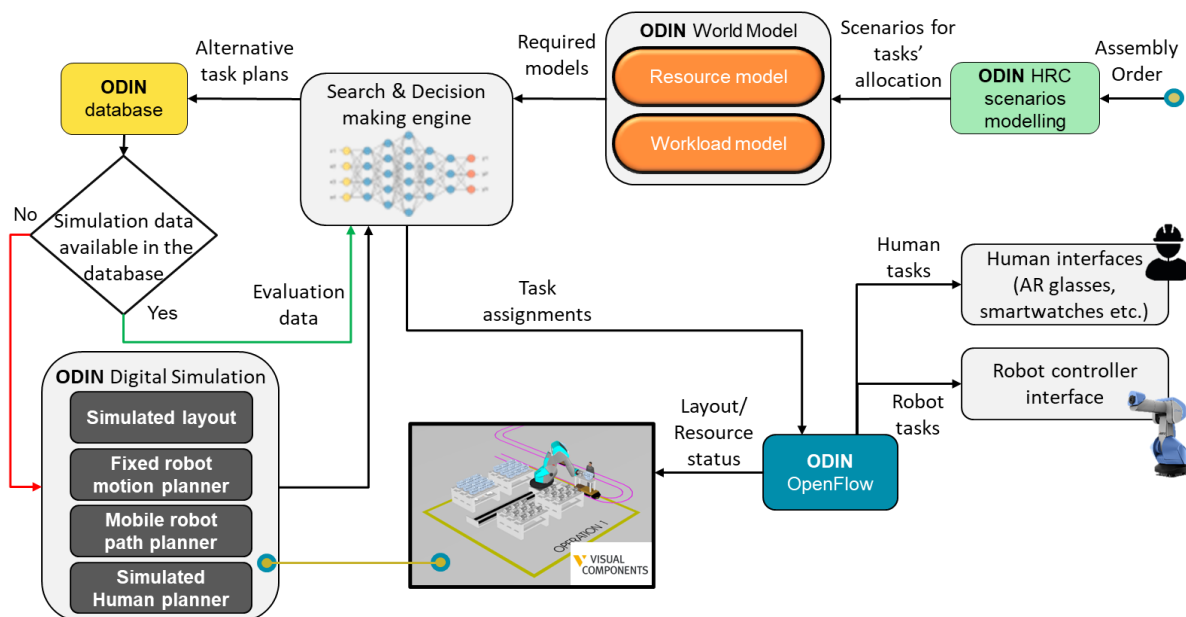 Assembly
Order
ODIN HRC
scenarios
modelling
Scenarios for
tasks'
allocation
ODIN World Model
Resource model
Workload model
Required
models
Search & Decision
making engine
Alternative
task plans
ODIN
database
Simulation data
available in the
database
No
Yes
Evaluation
data
ODIN Digital Simulation
Simulated layout
Fixed robot
motion planner
Mobile robot
path planner
Simulated
Human planner
Task
assignments
ODIN
OpenFlow
Layout/
Resource
status
OPERATION 1
VISUAL
COMPONENTS
Human
tasks
Human interfaces
(AR glasses,
smartwatches etc.)
Robot
tasks
Robot controller
interface